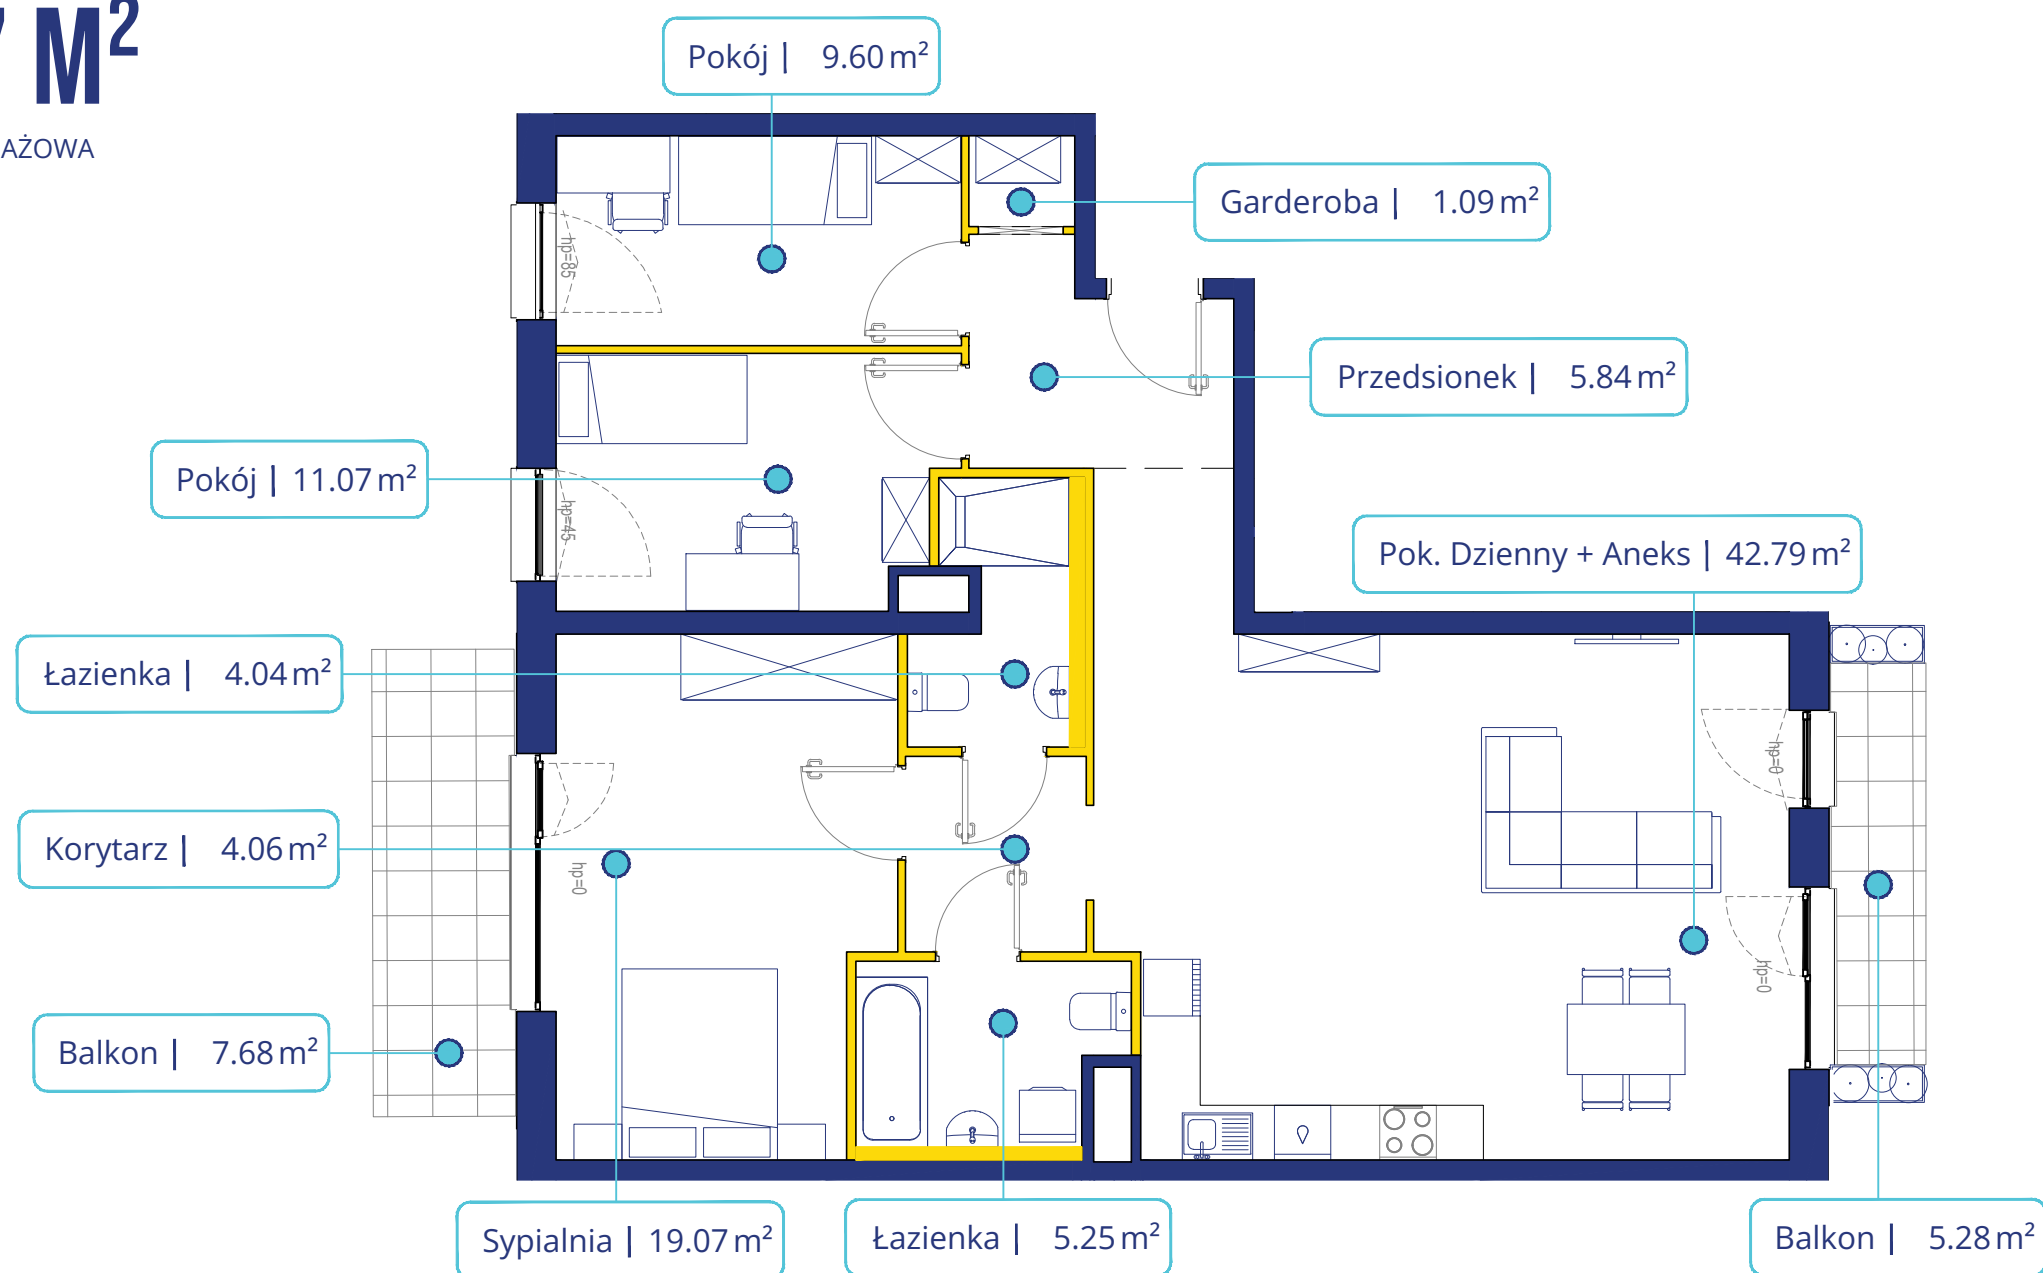 M²
Pokój | 9.60 m²
Garderoba | 1.09 m²
Przedsionek | 5.84 m²
Pokój | 11.07 m²
Pok. Dzienny + Aneks | 42.79 m²
Łazienka | 4.04 m²
Korytarz | 4.06 m²
Balkon | 7.68 m²
Sypialnia | 19.07 m²
Łazienka | 5.25 m²
Balkon | 5.28 m²
hp=85
hp=45
hp=0
hp=0
hp=0